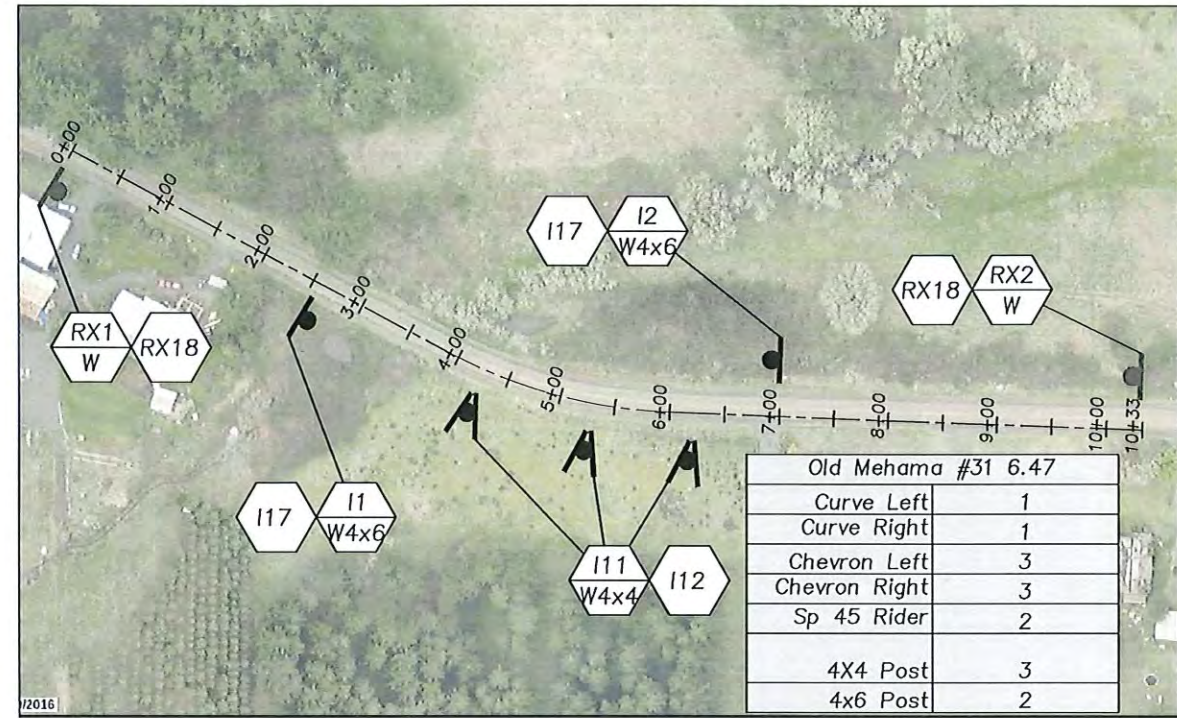 0+00
1+00
2+00
3+00
4+00
5+00
6+00
7+00
8+00
9+00
10+00
10+33
I17
I2
W4x6
RX18
RX2
W
RX1
W
RX18
I17
I1
W4x6
I11
W4x4
I12
Old Mehama #31 6.47
Curve Left 1
Curve Right 1
Chevron Left 3
Chevron Right 3
Sp 45 Rider 2
4X4 Post 3
4x6 Post 2
/2016